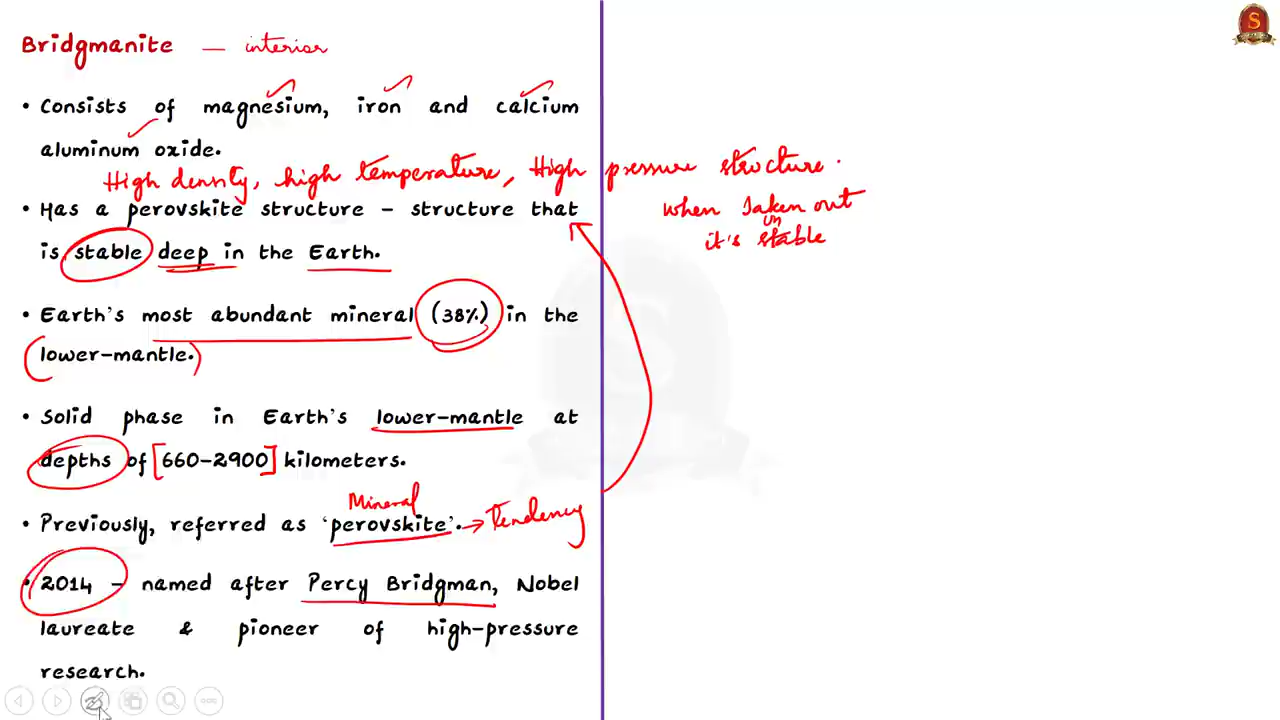 Bridgmanite — interior
• Consists of magnesium, iron and calcium
aluminum oxide.
High density, high temperature, High pressure structure.
• Has a perovskite structure – structure that
is stable deep in the Earth.
when Taken out
it's unstable
• Earth's most abundant mineral (38%) in the
(lower-mantle.)
• Solid phase in Earth's lower-mantle at
depths of [660-2900] kilometers.
Mineral
• Previously, referred as 'perovskite'. → Tendency
• 2014 – named after Percy Bridgman, Nobel
laureate & pioneer of high-pressure
research.
S